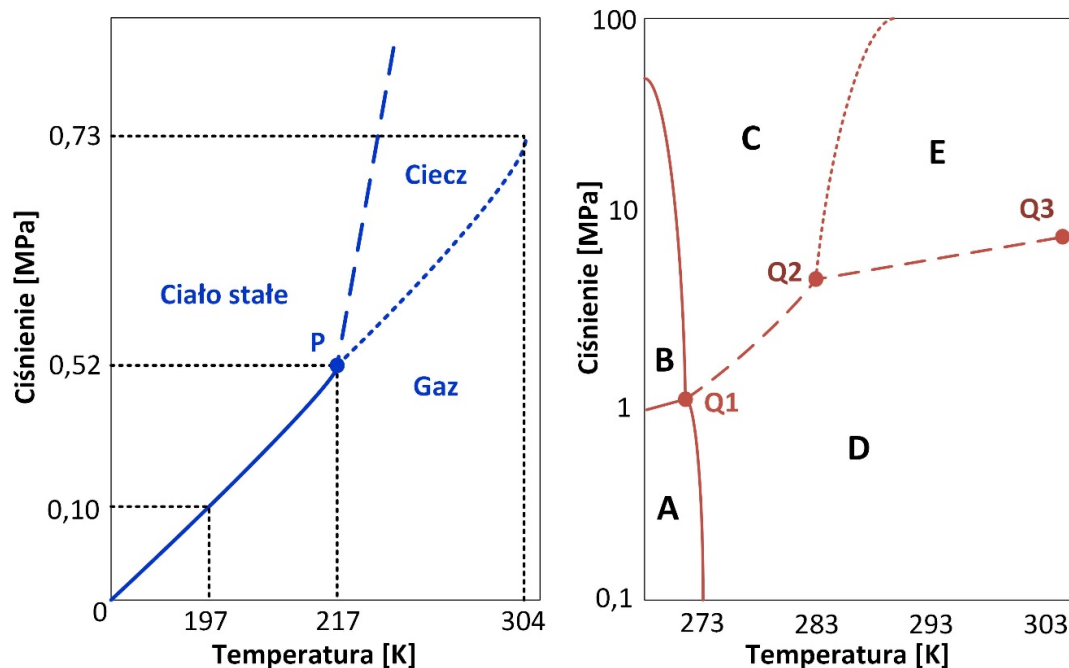 Ciśnienie [MPa]
0,73
0,52
0,10
0
197
217
304
Temperatura [K]
Ciało stałe
Ciecz
Gaz
P
Ciśnienie [MPa]
100
10
1
0,1
273
283
293
303
Temperatura [K]
C
E
Q3
Q2
B
Q1
D
A